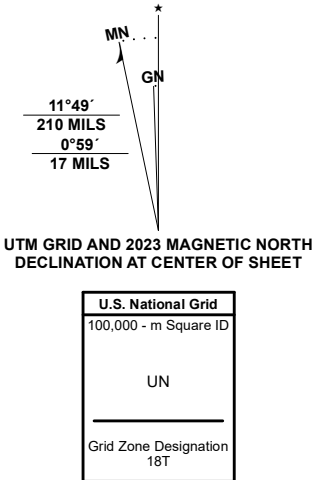 ★
MN
GN
11°49´
210 MILS
0°59´
17 MILS
UTM GRID AND 2023 MAGNETIC NORTH
DECLINATION AT CENTER OF SHEET
U.S. National Grid
100,000 - m Square ID
UN
Grid Zone Designation
18T